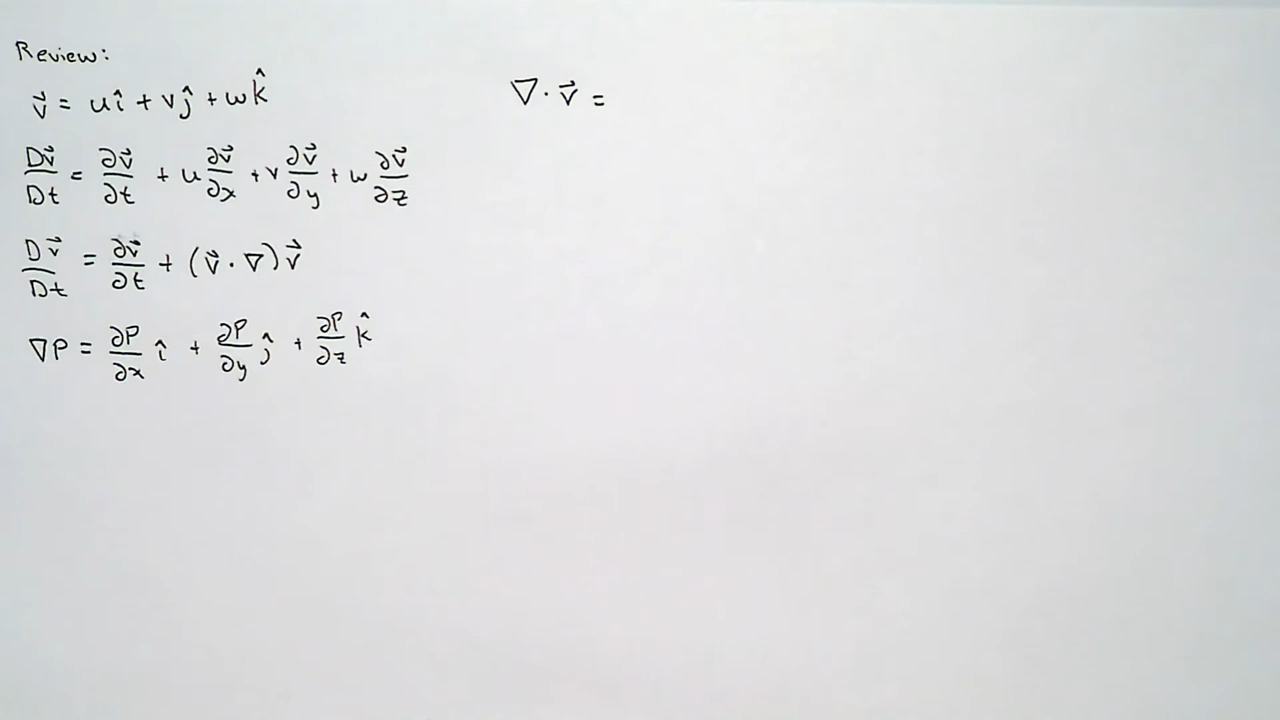 Review:
v⃗ = uî + vĵ + wk̂
Dv⃗/Dt = ∂v⃗/∂t + u ∂v⃗/∂x + v ∂v⃗/∂y + w ∂v⃗/∂z
Dv⃗/Dt = ∂v⃗/∂t + (v⃗ · ∇)v⃗
∇P = ∂P/∂x î + ∂P/∂y ĵ + ∂P/∂z k̂
∇ · v⃗ =